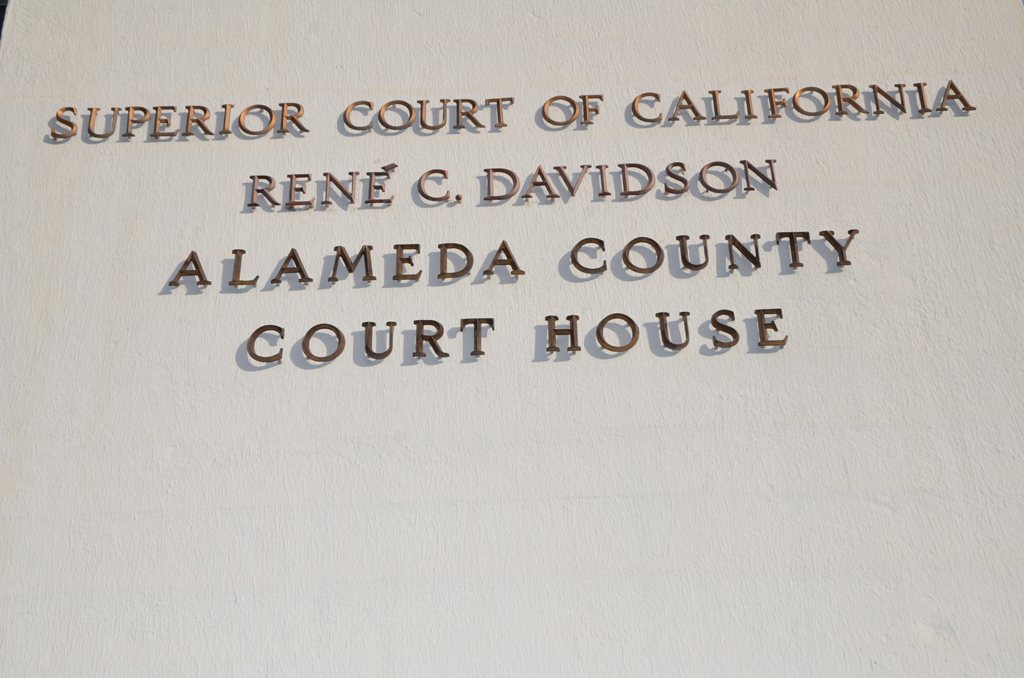 SUPERIOR COURT OF CALIFORNIA
RENÉ C. DAVIDSON
ALAMEDA COUNTY
COURT HOUSE